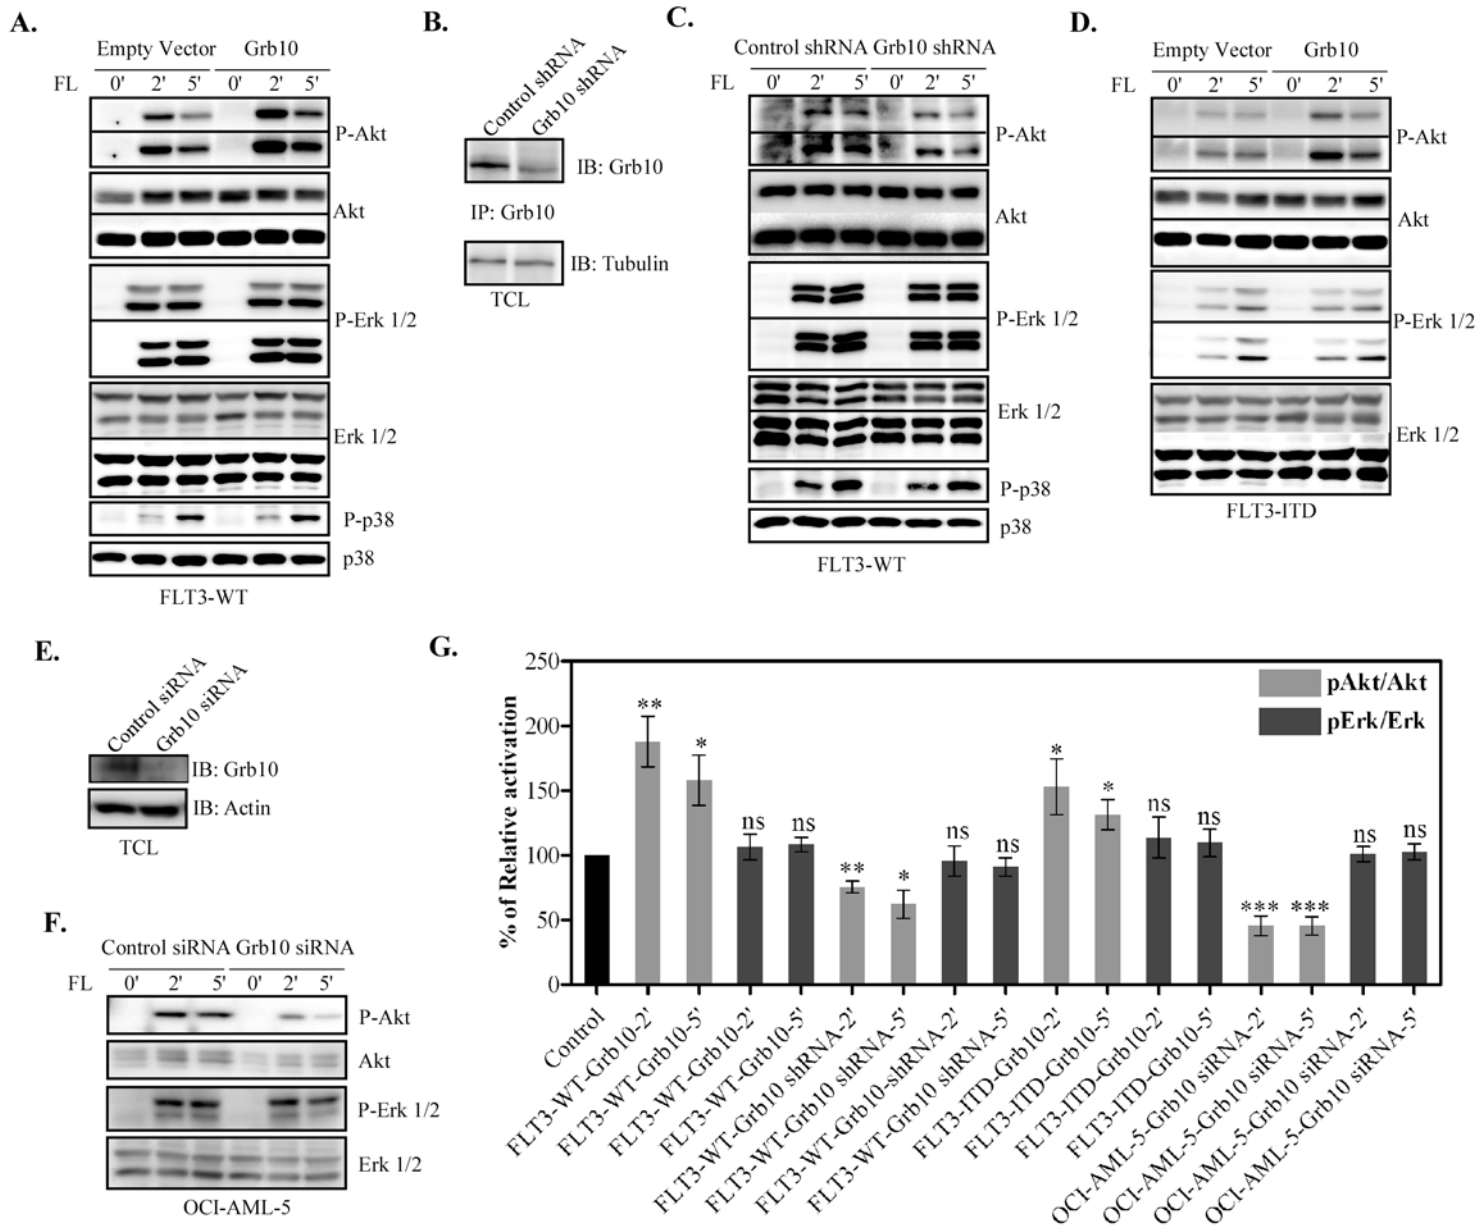 A.
Empty Vector Grb10
FL 0' 2' 5' 0' 2' 5'
P-Akt
Akt
P-Erk 1/2
Erk 1/2
P-p38
p38
FLT3-WT
B.
Control shRNA
Grb10 shRNA
IB: Grb10
IP: Grb10
IB: Tubulin
TCL
C.
Control shRNA Grb10 shRNA
FL 0' 2' 5' 0' 2' 5'
P-Akt
Akt
P-Erk 1/2
Erk 1/2
P-p38
p38
FLT3-WT
D.
Empty Vector Grb10
FL 0' 2' 5' 0' 2' 5'
P-Akt
Akt
P-Erk 1/2
Erk 1/2
FLT3-ITD
E.
Control siRNA
Grb10 siRNA
IB: Grb10
IB: Actin
TCL
F.
Control siRNA Grb10 siRNA
FL 0' 2' 5' 0' 2' 5'
P-Akt
Akt
P-Erk 1/2
Erk 1/2
OCI-AML-5
G.
% of Relative activation
250
200
150
100
50
0
pAkt/Akt
pErk/Erk
** * ns ns ** * ns ns * * ns ns *** *** ns ns
Control
FLT3-WT-Grb10-2'
FLT3-WT-Grb10-5'
FLT3-WT-Grb10-2'
FLT3-WT-Grb10-5'
FLT3-WT-Grb10 shRNA-2'
FLT3-WT-Grb10 shRNA-5'
FLT3-WT-Grb10-shRNA-2'
FLT3-WT-Grb10 shRNA-5'
FLT3-ITD-Grb10-2'
FLT3-ITD-Grb10-5'
FLT3-ITD-Grb10-2'
FLT3-ITD-Grb10-5'
OCI-AML-5-Grb10 siRNA-2'
OCI-AML-5-Grb10 siRNA-5'
OCI-AML-5-Grb10 siRNA-2'
OCI-AML-5-Grb10 siRNA-5'